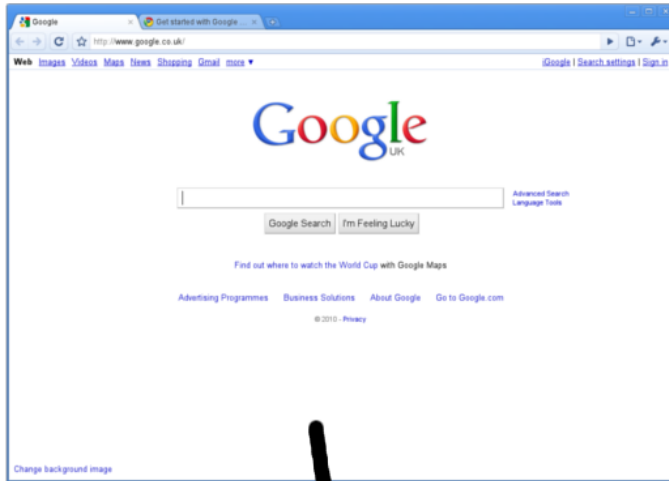 Google
Get started with Google ...
http://www.google.co.uk/
Web Images Videos Maps News Shopping Gmail more ▼
iGoogle | Search settings | Sign in
Google
UK
Advanced Search
Language Tools
Google Search I'm Feeling Lucky
Find out where to watch the World Cup with Google Maps
Advertising Programmes Business Solutions About Google Go to Google.com
© 2010 - Privacy
Change background image